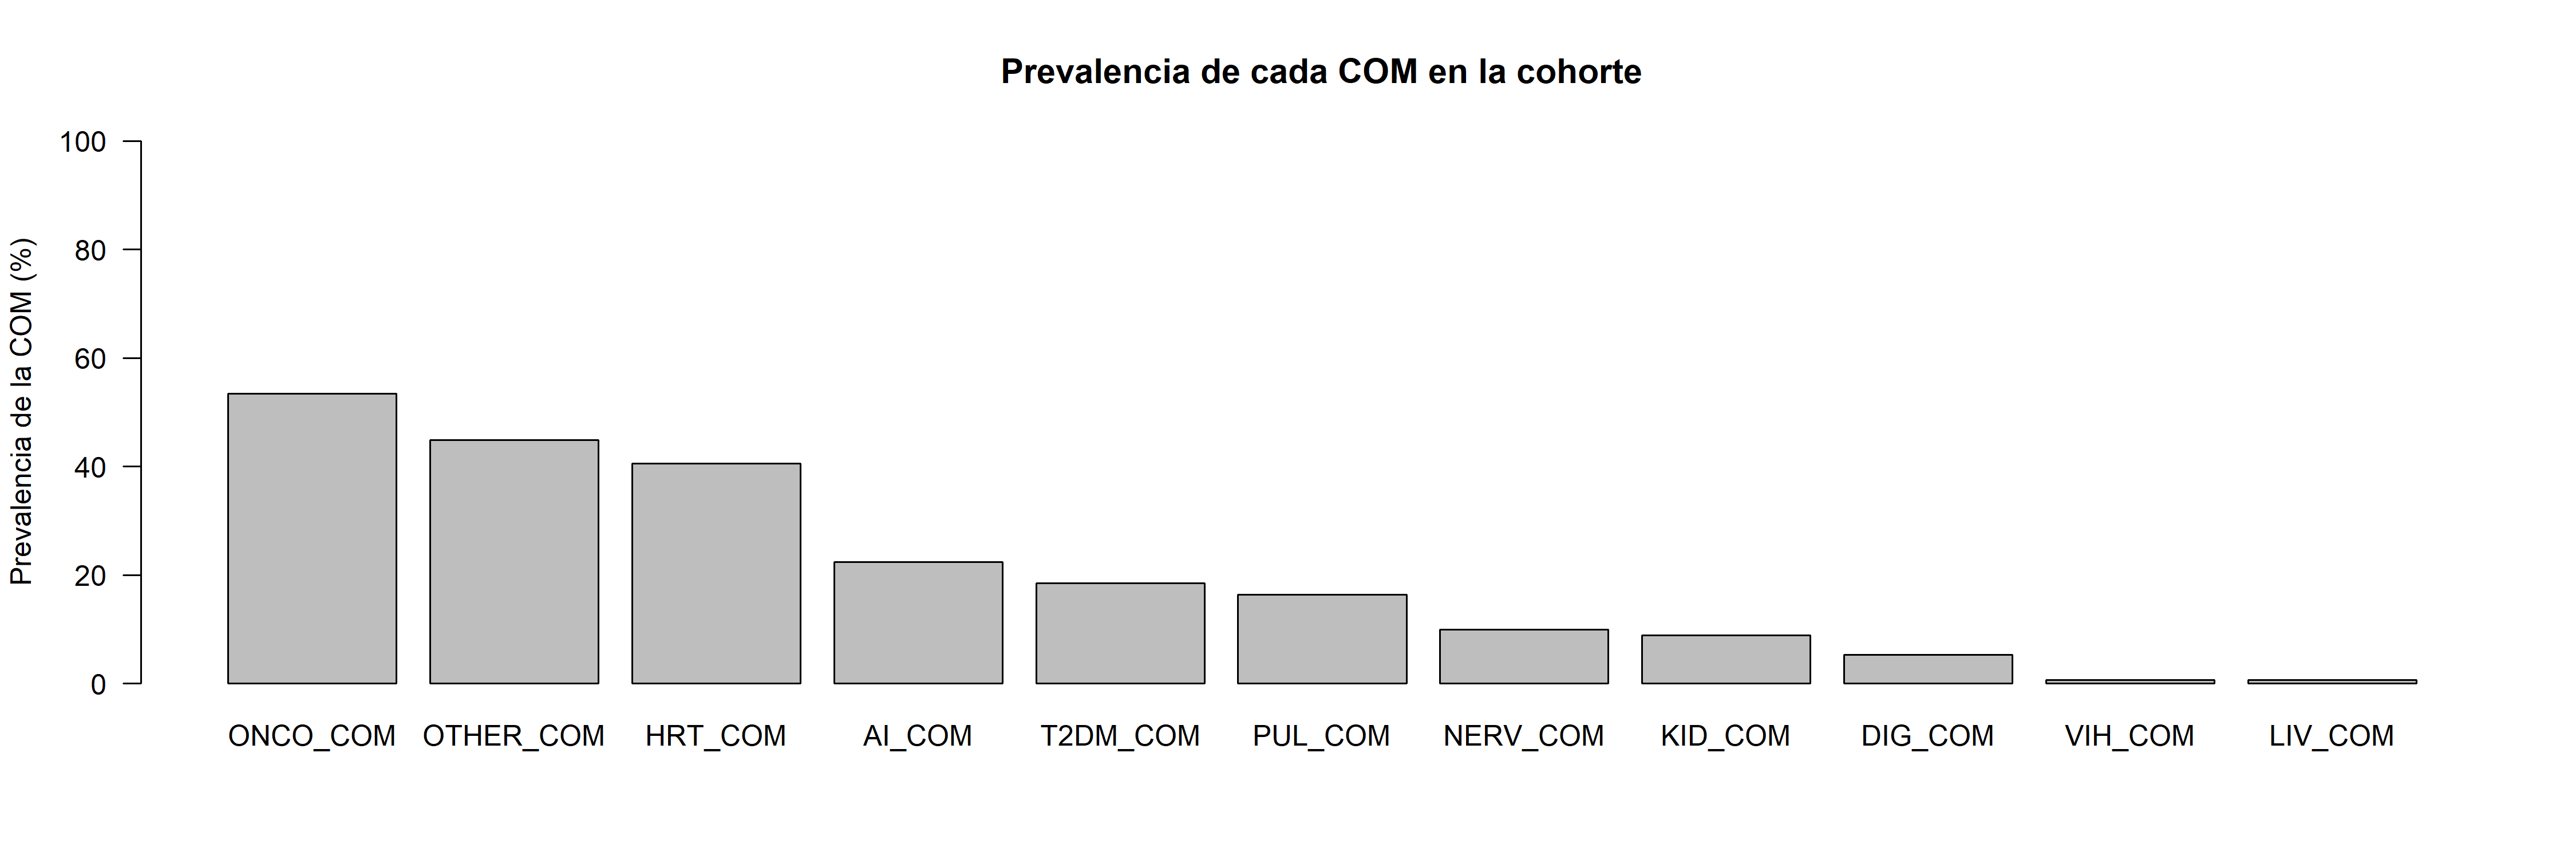 Prevalencia de cada COM en la cohorte
Prevalencia de la COM (%)
100
80
60
40
20
0
ONCO_COM OTHER_COM HRT_COM AI_COM T2DM_COM PUL_COM NERV_COM KID_COM DIG_COM VIH_COM LIV_COM